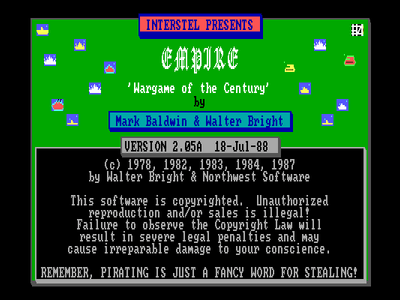 INTERSTEL PRESENTS
EMPIRE
'Wargame of the Century'
by
Mark Baldwin & Walter Bright
VERSION 2.05A 18-Jul-88
(c) 1978, 1982, 1983, 1984, 1987
by Walter Bright & Northwest Software
This software is copyrighted. Unauthorized
reproduction and/or sales is illegal!
Failure to observe the Copyright Law will
result in severe legal penalties and may
cause irreparable damage to your conscience.
REMEMBER, PIRATING IS JUST A FANCY WORD FOR STEALING!